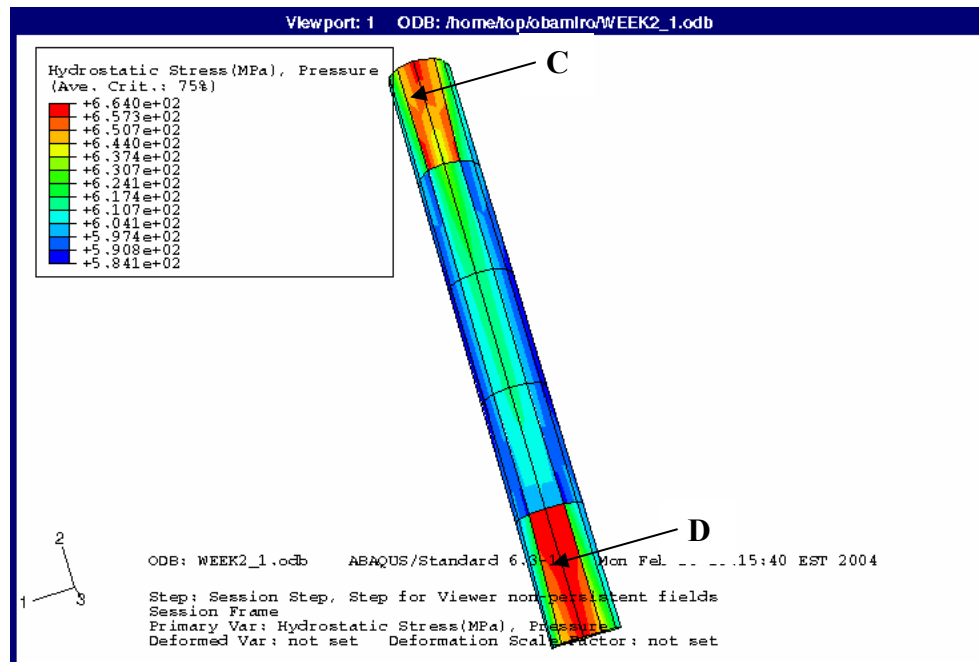 Viewport: 1 ODB: /home/top/obamiro/WEEK2_1.odb
C
Hydrostatic Stress(MPa), Pressure
(Ave. Crit.: 75%)
+6.640e+02
+6.573e+02
+6.507e+02
+6.440e+02
+6.374e+02
+6.307e+02
+6.241e+02
+6.174e+02
+6.107e+02
+6.041e+02
+5.974e+02
+5.908e+02
+5.841e+02
D
2
1
3
ODB: WEEK2_1.odb ABAQUS/Standard Mon 15:40 EST 2004
Step: Session Step, Step for Viewer non-persistent fields
Session Frame
Primary Var: Hydrostatic Stress(MPa), Pressure
Deformed Var: not set Deformation Scale Factor: not set